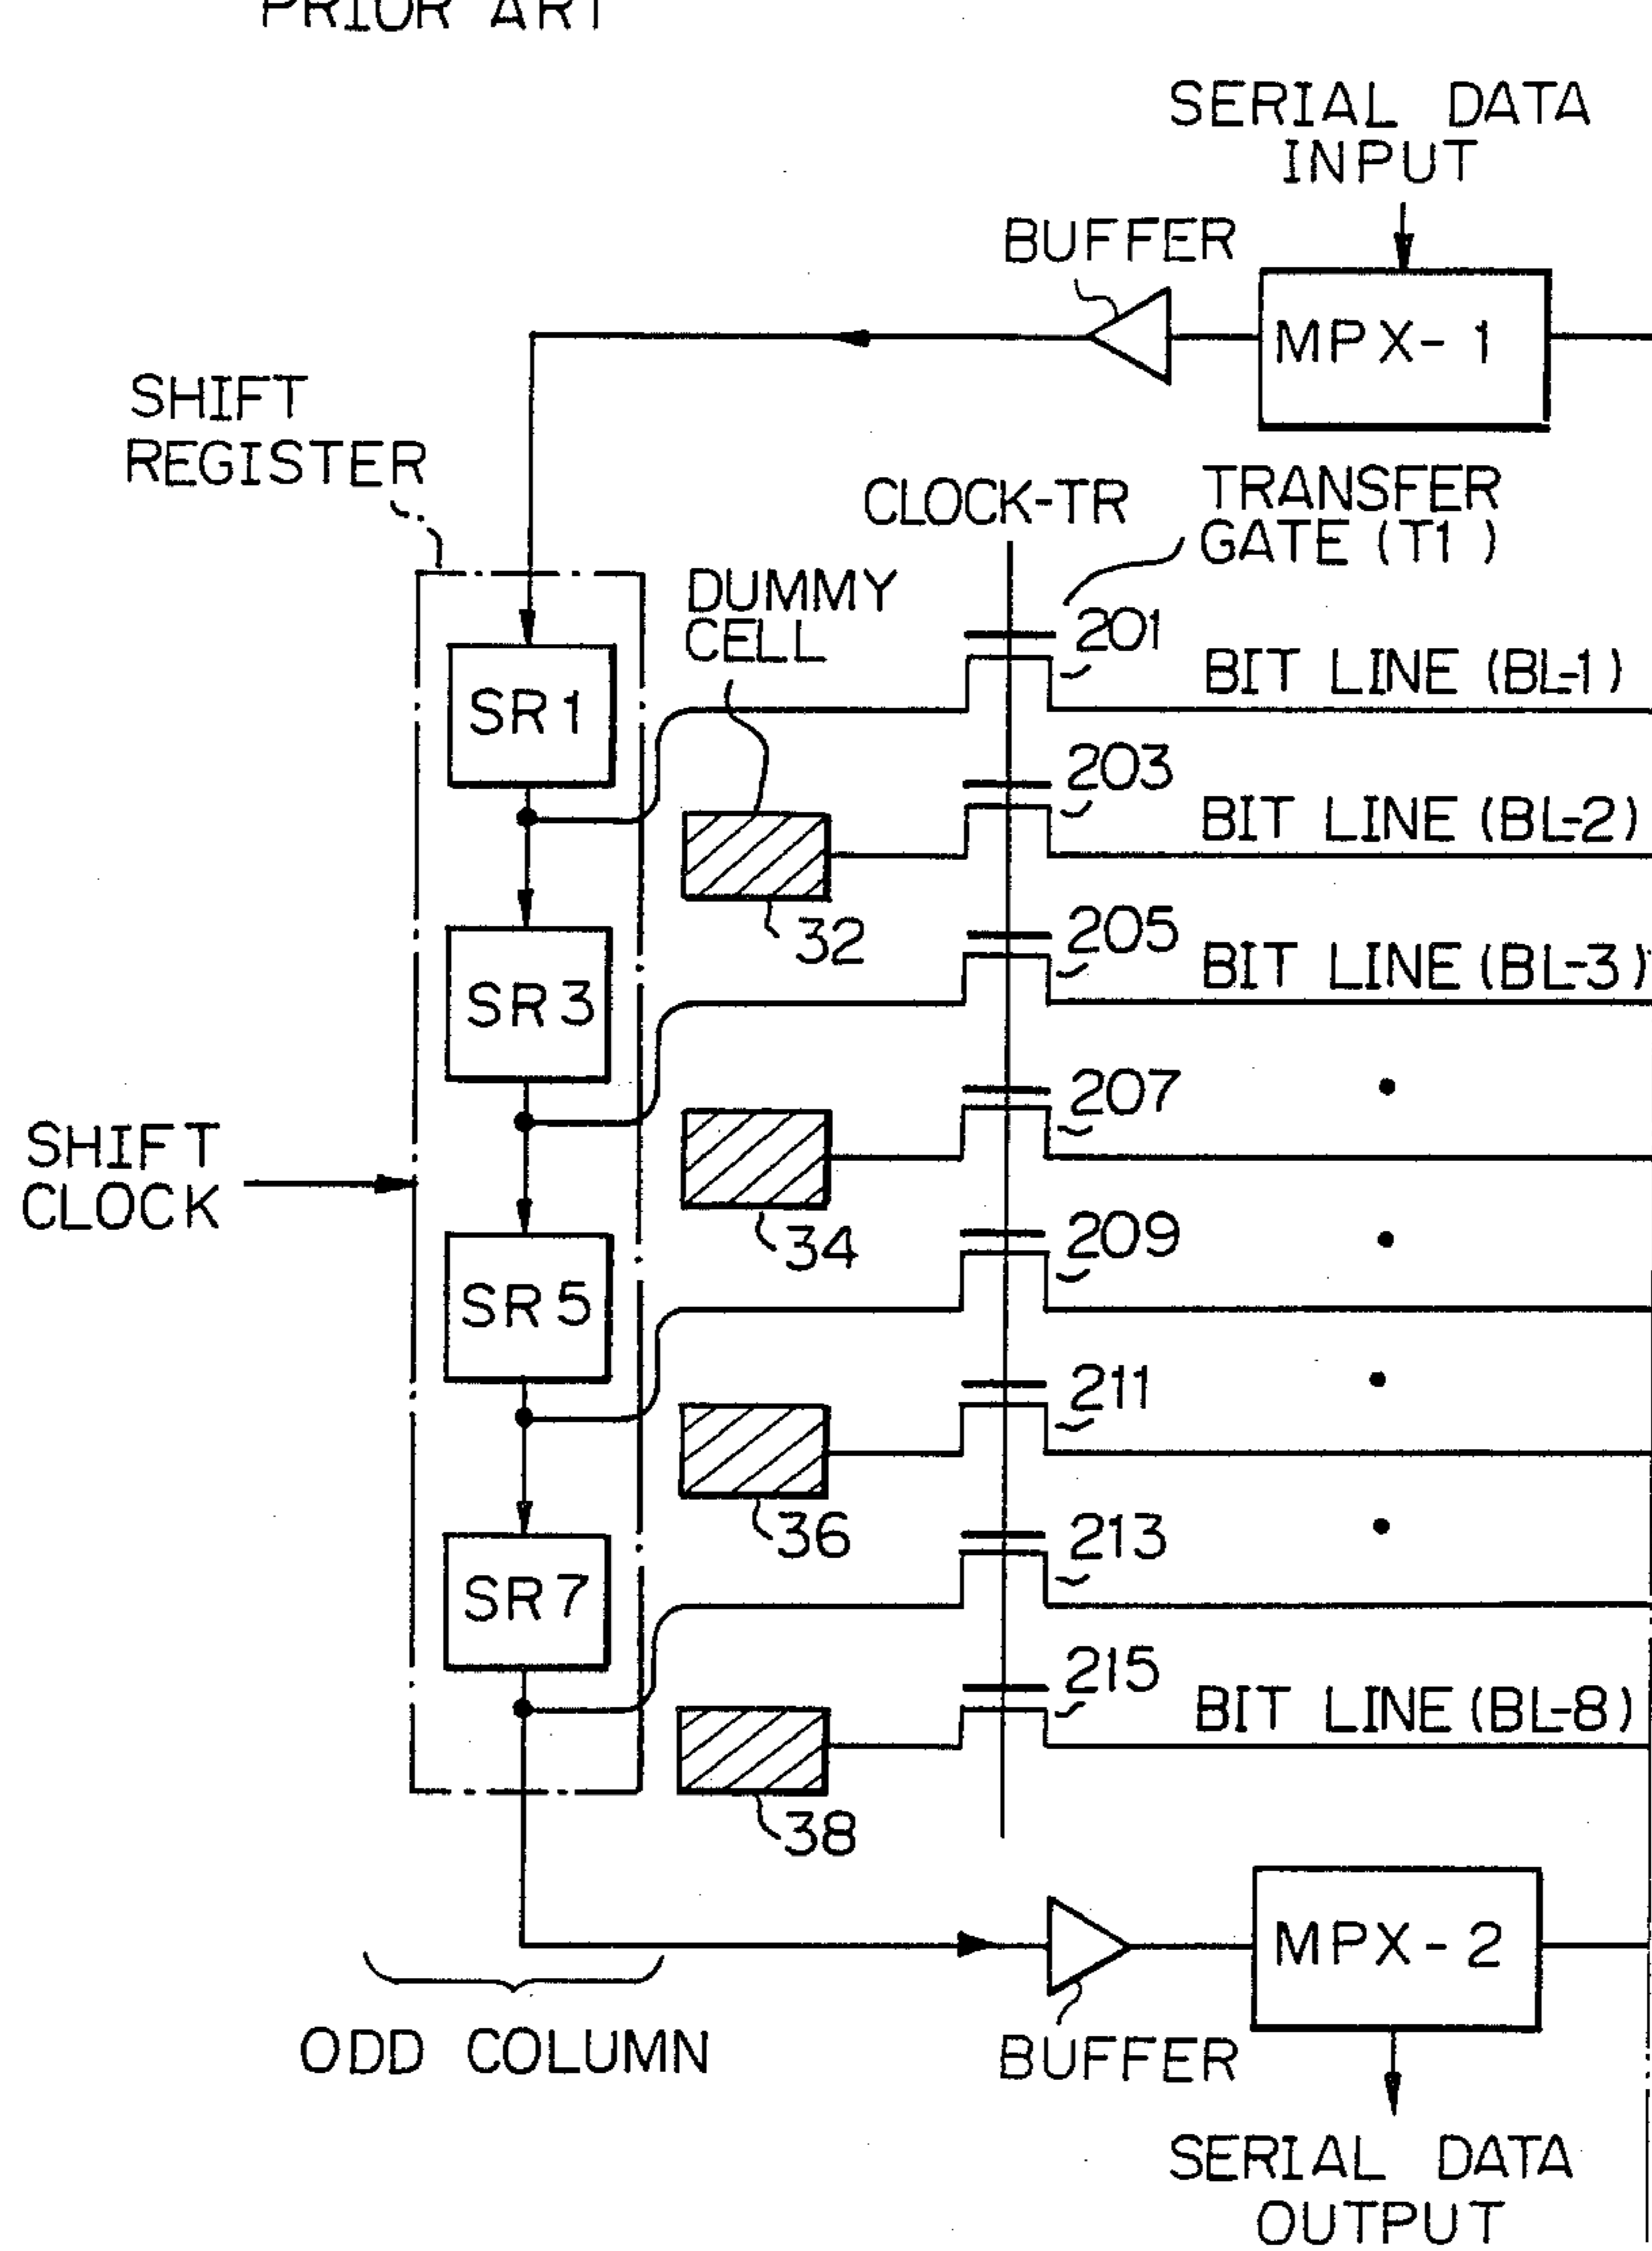 PRIOR ART
SERIAL DATA
INPUT
BUFFER
MPX-1
SHIFT
REGISTER
CLOCK-TR
TRANSFER
GATE (T1)
DUMMY
CELL
201
BIT LINE (BL-1)
SR1
203
BIT LINE (BL-2)
32
205
BIT LINE (BL-3)
SR3
207
SHIFT
CLOCK
34
209
SR5
211
36
213
SR7
215
BIT LINE (BL-8)
38
MPX-2
ODD COLUMN
BUFFER
SERIAL DATA
OUTPUT